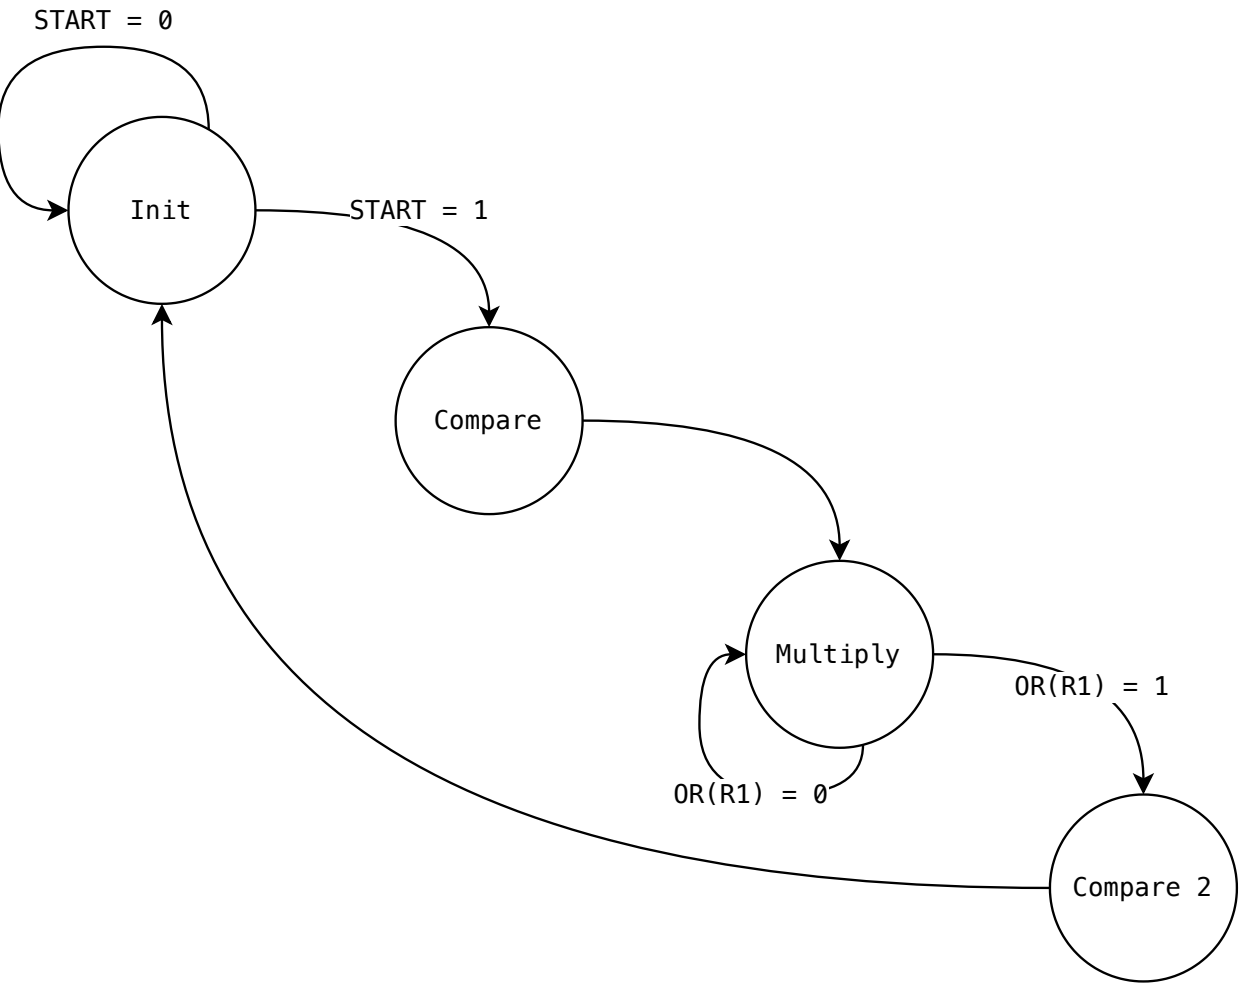 START = 0
Init
START = 1
Compare
Multiply
OR(R1) = 1
OR(R1) = 0
Compare 2